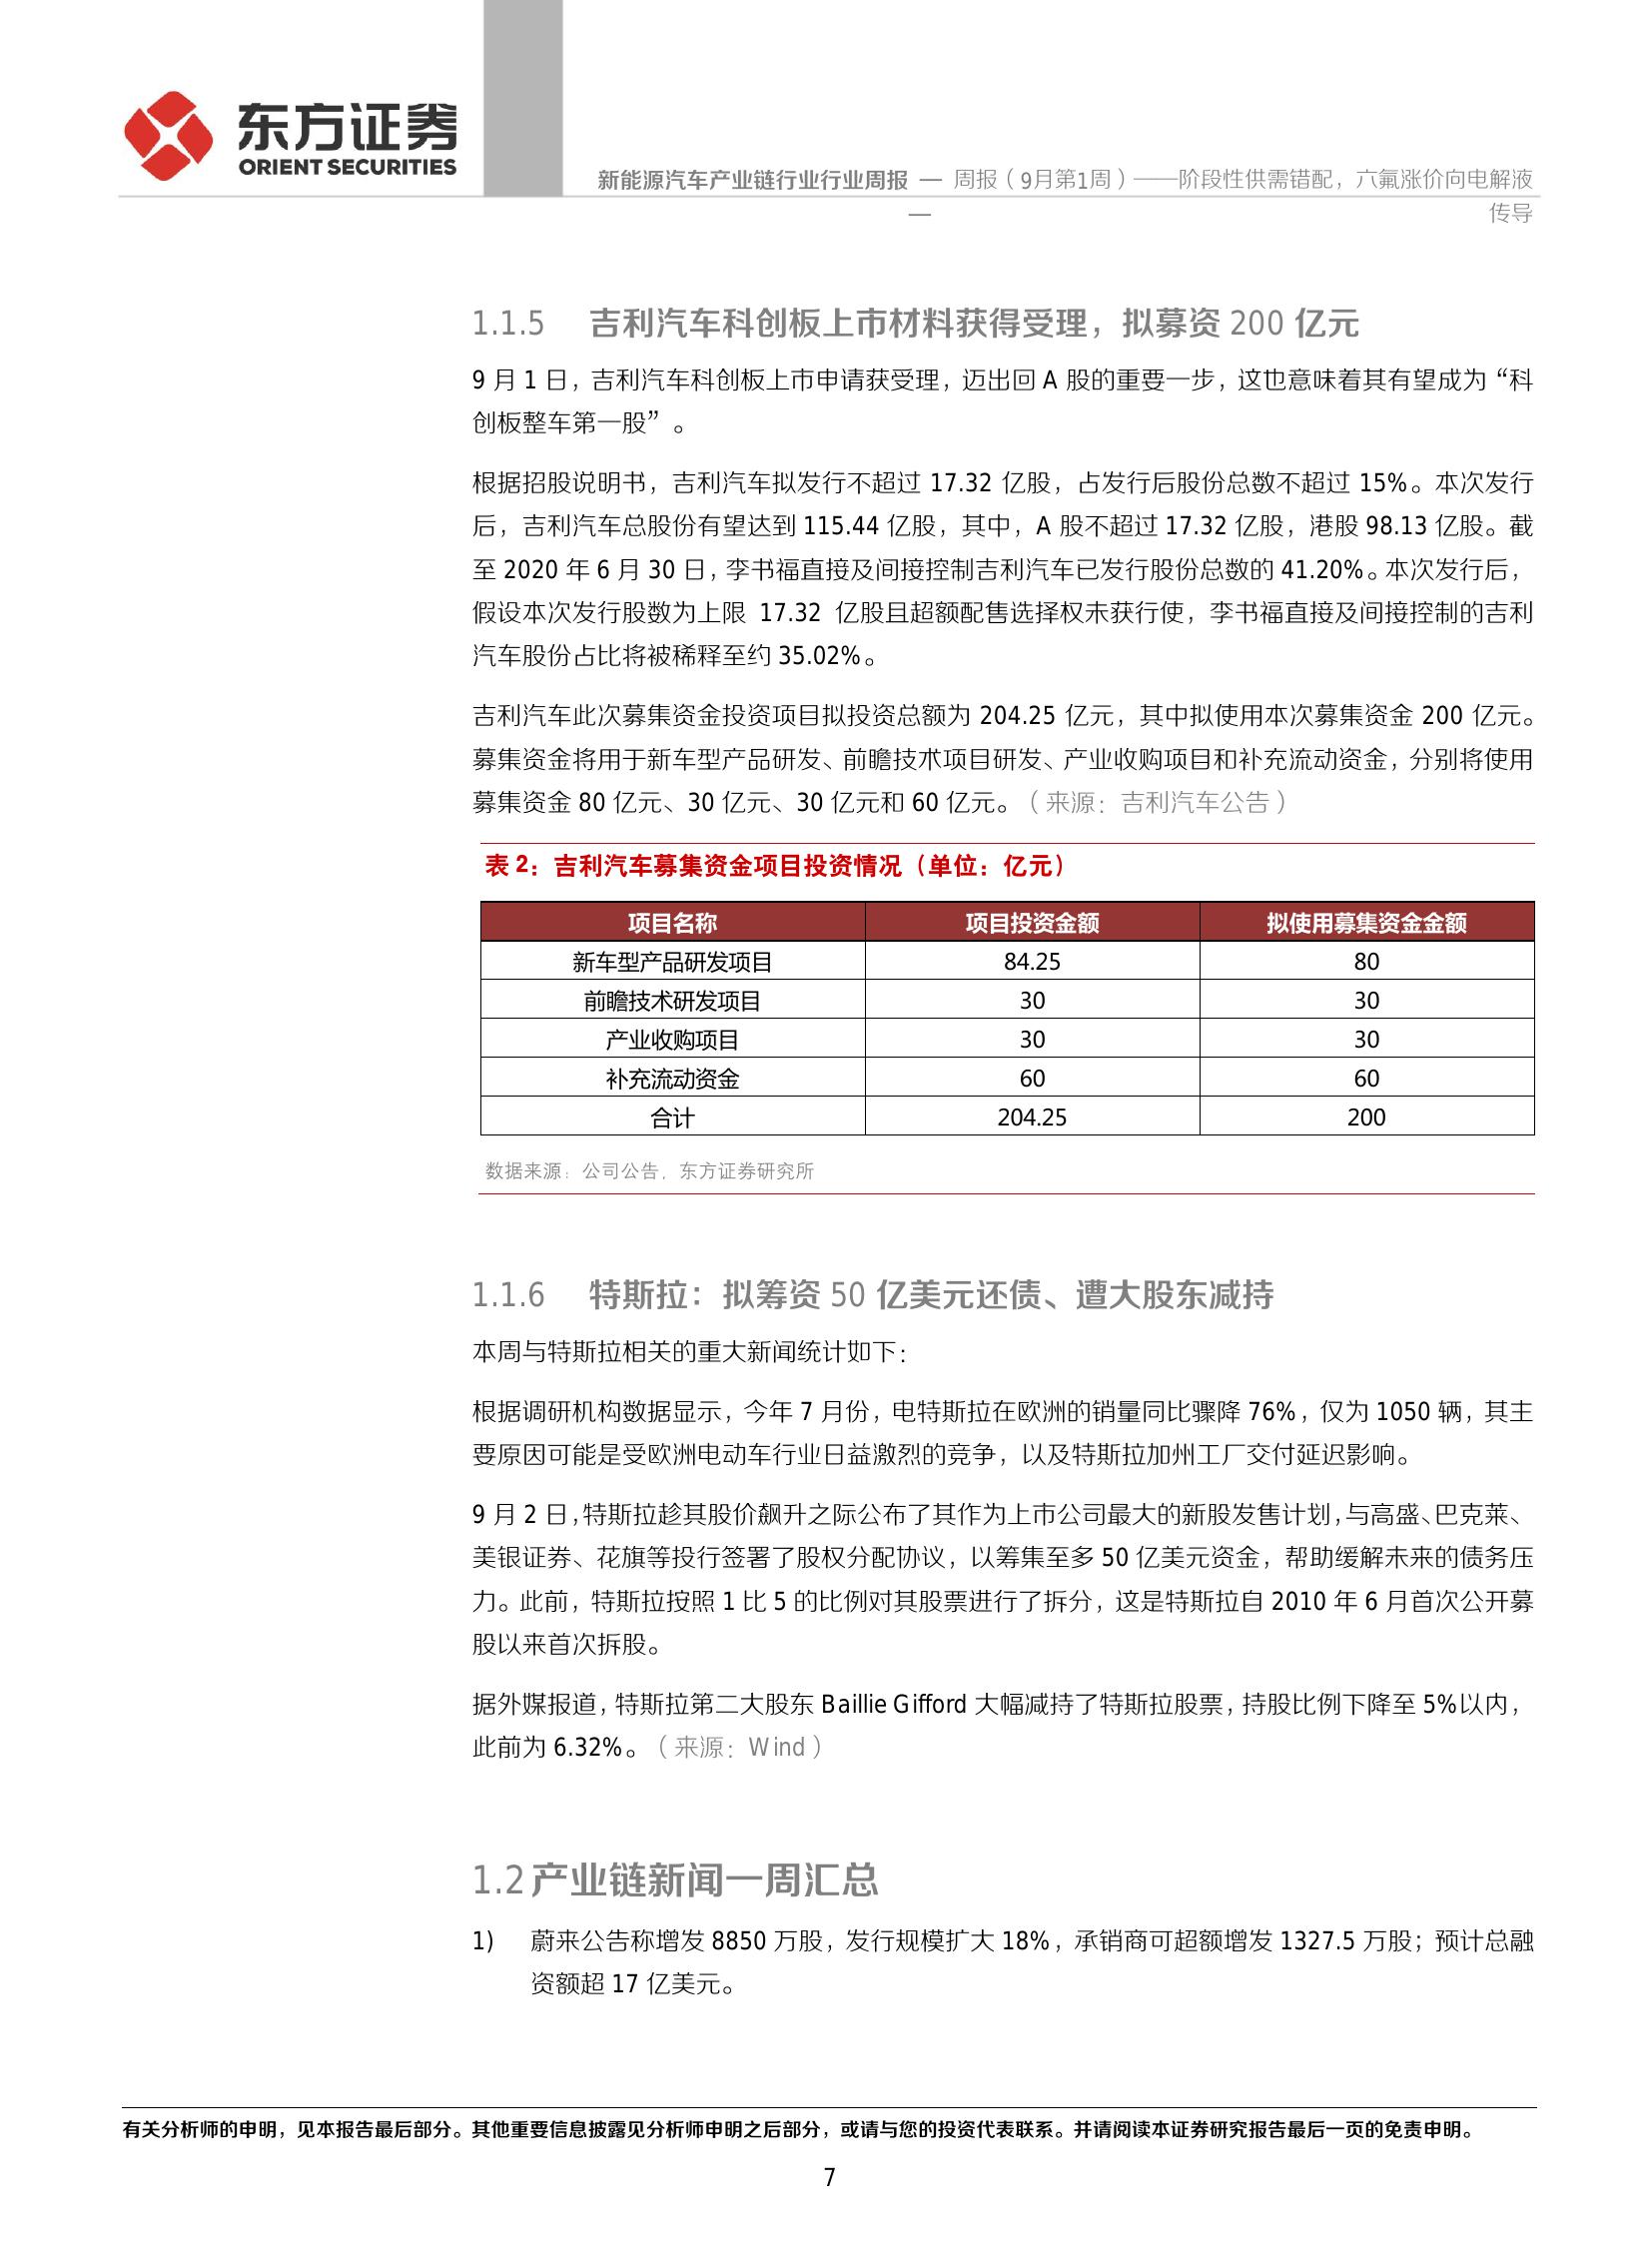 东方证券
ORIENT SECURITIES
新能源汽车产业链行业行业周报 — 周报（9月第1周）——阶段性供需错配，六氟涨价向电解液
—
传导
1.1.5 吉利汽车科创板上市材料获得受理，拟募资 200 亿元
9 月 1 日，吉利汽车科创板上市申请获受理，迈出回 A 股的重要一步，这也意味着其有望成为“科
创板整车第一股”。
根据招股说明书，吉利汽车拟发行不超过 17.32 亿股，占发行后股份总数不超过 15%。本次发行
后，吉利汽车总股份有望达到 115.44 亿股，其中，A 股不超过 17.32 亿股，港股 98.13 亿股。截
至 2020 年 6 月 30 日，李书福直接及间接控制吉利汽车已发行股份总数的 41.20%。本次发行后，
假设本次发行股数为上限 17.32 亿股且超额配售选择权未获行使，李书福直接及间接控制的吉利
汽车股份占比将被稀释至约 35.02%。
吉利汽车此次募集资金投资项目拟投资总额为 204.25 亿元，其中拟使用本次募集资金 200 亿元。
募集资金将用于新车型产品研发、前瞻技术项目研发、产业收购项目和补充流动资金，分别将使用
募集资金 80 亿元、30 亿元、30 亿元和 60 亿元。（来源：吉利汽车公告）
表 2：吉利汽车募集资金项目投资情况（单位：亿元）
项目名称 项目投资金额 拟使用募集资金金额
新车型产品研发项目 84.25 80
前瞻技术研发项目 30 30
产业收购项目 30 30
补充流动资金 60 60
合计 204.25 200
数据来源：公司公告，东方证券研究所
1.1.6 特斯拉：拟筹资 50 亿美元还债、遭大股东减持
本周与特斯拉相关的重大新闻统计如下：
根据调研机构数据显示，今年 7 月份，电特斯拉在欧洲的销量同比骤降 76%，仅为 1050 辆，其主
要原因可能是受欧洲电动车行业日益激烈的竞争，以及特斯拉加州工厂交付延迟影响。
9 月 2 日，特斯拉趁其股价飙升之际公布了其作为上市公司最大的新股发售计划，与高盛、巴克莱、
美银证券、花旗等投行签署了股权分配协议，以筹集至多 50 亿美元资金，帮助缓解未来的债务压
力。此前，特斯拉按照 1 比 5 的比例对其股票进行了拆分，这是特斯拉自 2010 年 6 月首次公开募
股以来首次拆股。
据外媒报道，特斯拉第二大股东 Baillie Gifford 大幅减持了特斯拉股票，持股比例下降至 5%以内，
此前为 6.32%。（来源：Wind）
1.2 产业链新闻一周汇总
1) 蔚来公告称增发 8850 万股，发行规模扩大 18%，承销商可超额增发 1327.5 万股；预计总融
资额超 17 亿美元。
有关分析师的申明，见本报告最后部分。其他重要信息披露见分析师申明之后部分，或请与您的投资代表联系。并请阅读本证券研究报告最后一页的免责申明。
7